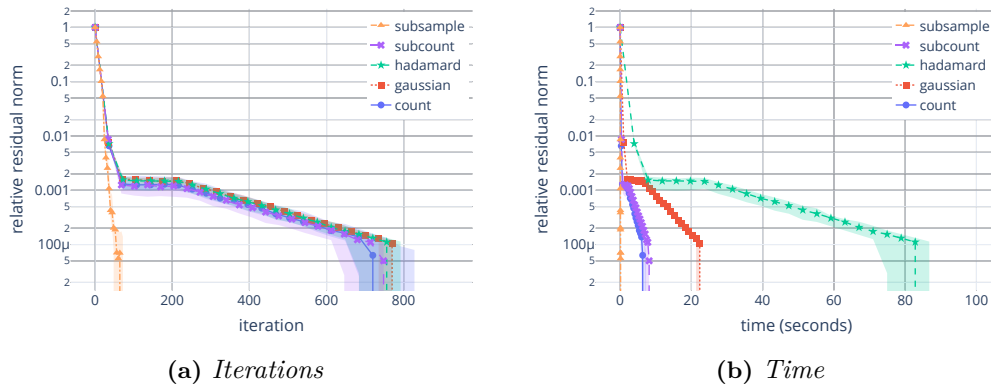 relative residual norm
2
1
5
2
0.1
5
2
0.01
5
2
0.001
5
2
100μ
5
2
0
200
400
600
800
iteration
subsample
subcount
hadamard
gaussian
count
(a) Iterations
relative residual norm
2
1
5
2
0.1
5
2
0.01
5
2
0.001
5
2
100μ
5
2
0
20
40
60
80
100
time (seconds)
subsample
subcount
hadamard
gaussian
count
(b) Time